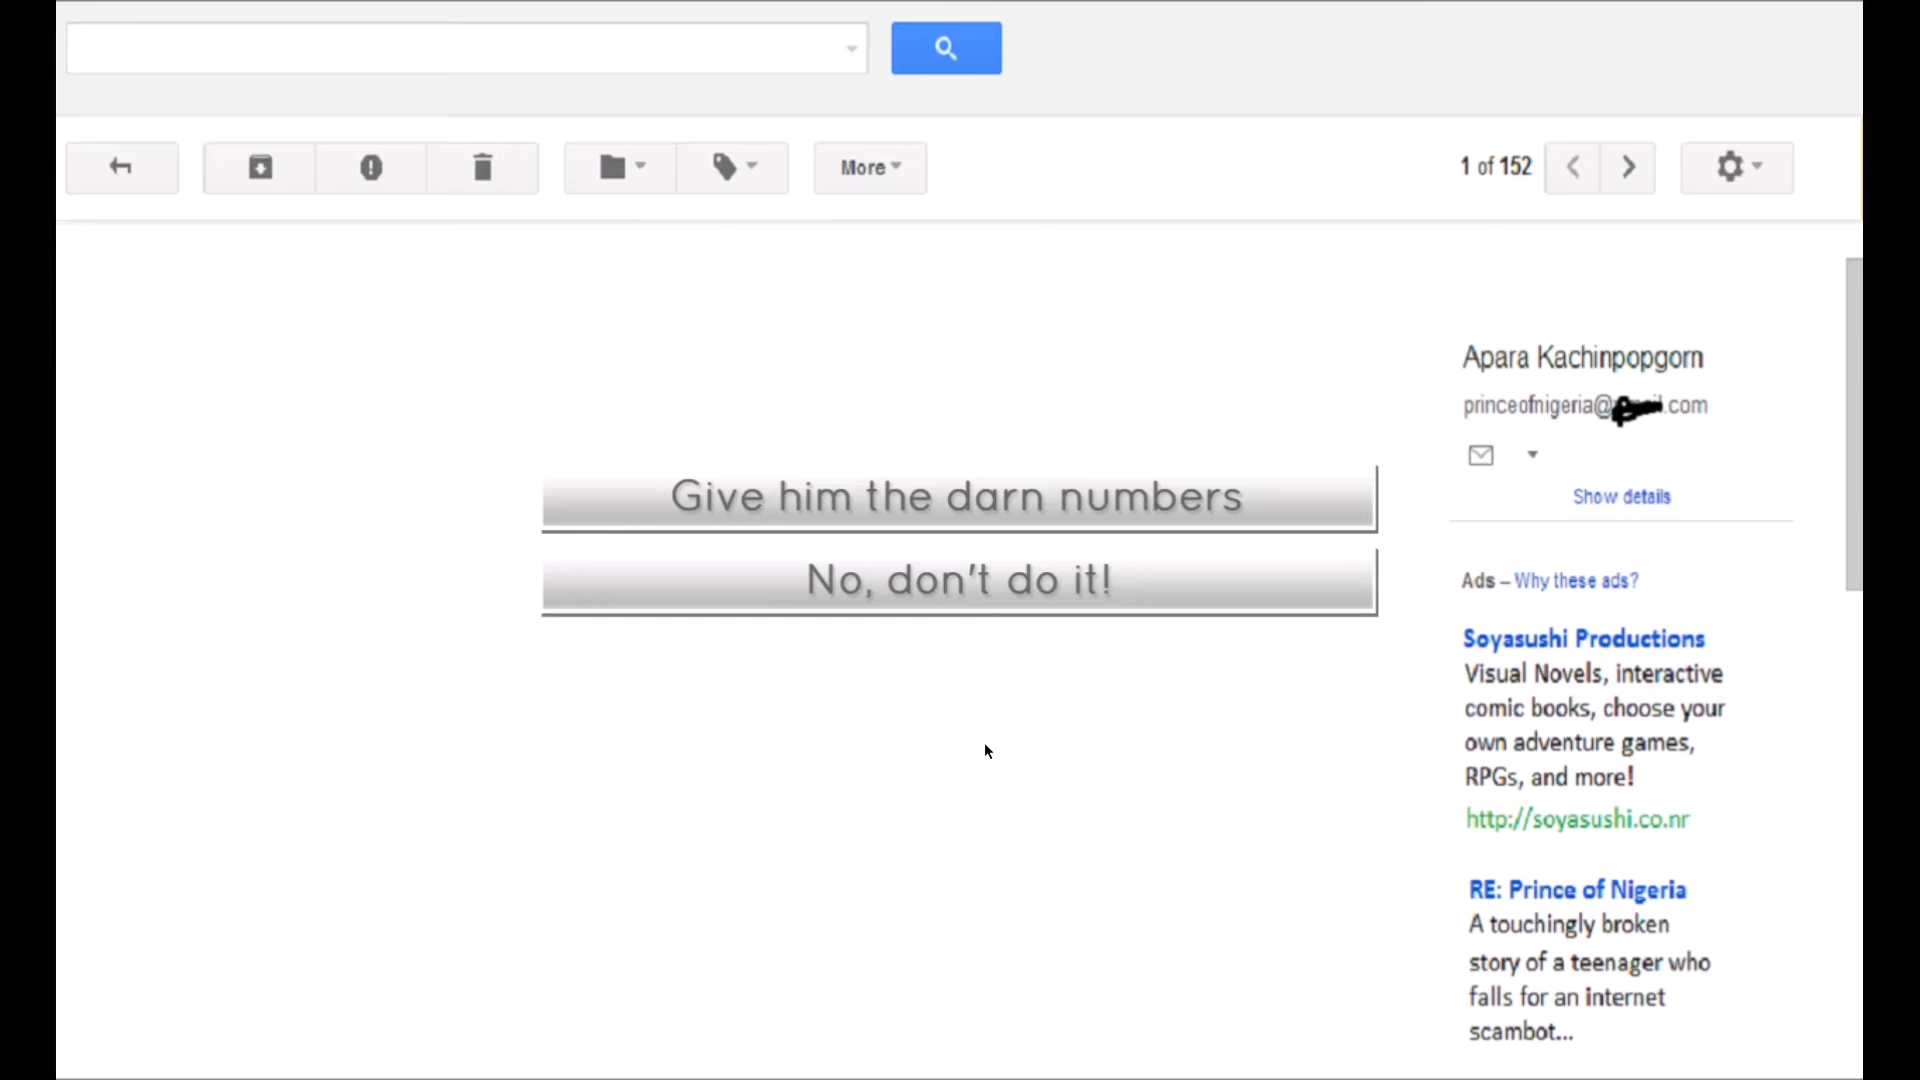 More
1 of 152
Apara Kachinpopgorn
princeofnigeria@
.com
Show details
Give him the darn numbers
No, don't do it!
Ads – Why these ads?
Soyasushi Productions
Visual Novels, interactive
comic books, choose your
own adventure games,
RPGs, and more!
http://soyasushi.co.nr
RE: Prince of Nigeria
A touchingly broken
story of a teenager who
falls for an internet
scambot...